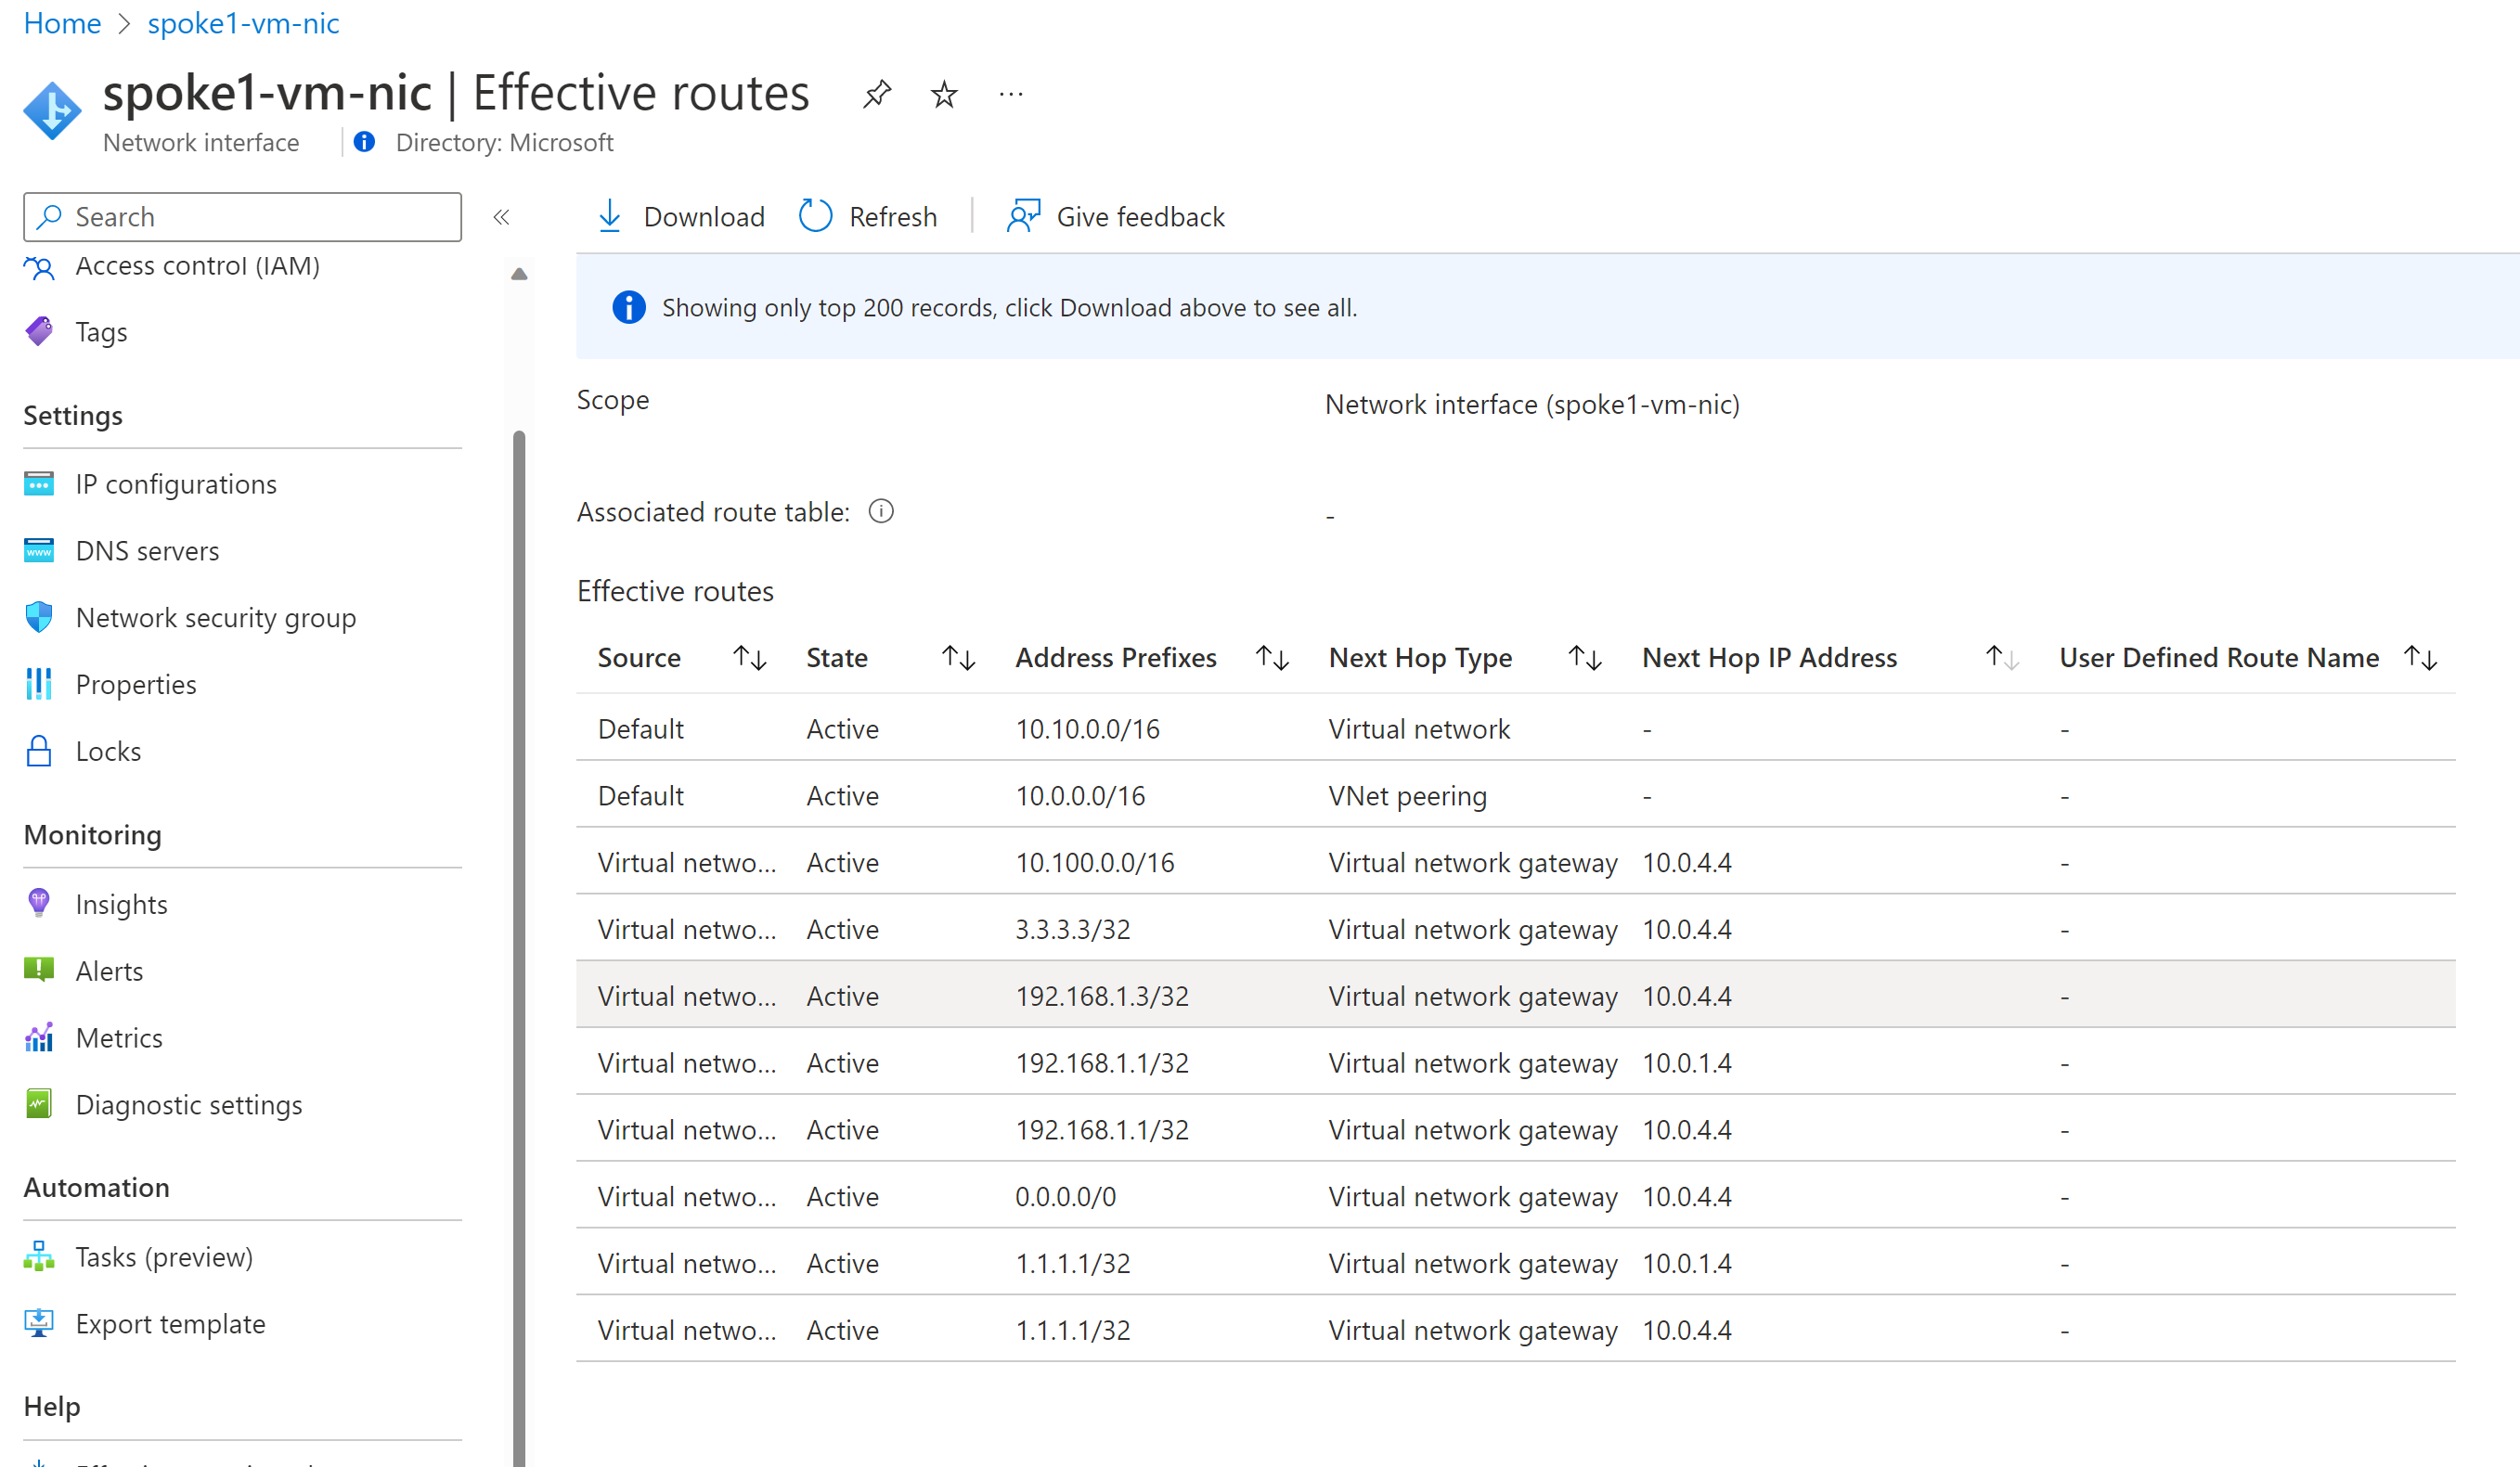 Home > spoke1-vm-nic
spoke1-vm-nic | Effective routes ...
Network interface | Directory: Microsoft
Search «
Access control (IAM)
Tags
Settings
IP configurations
DNS servers
Network security group
Properties
Locks
Monitoring
Insights
Alerts
Metrics
Diagnostic settings
Automation
Tasks (preview)
Export template
Help
Download Refresh Give feedback
Showing only top 200 records, click Download above to see all.
Scope Network interface (spoke1-vm-nic)
Associated route table: -
Effective routes
Source State Address Prefixes Next Hop Type Next Hop IP Address User Defined Route Name
Default Active 10.10.0.0/16 Virtual network - -
Default Active 10.0.0.0/16 VNet peering - -
Virtual netwo... Active 10.100.0.0/16 Virtual network gateway 10.0.4.4 -
Virtual netwo... Active 3.3.3.3/32 Virtual network gateway 10.0.4.4 -
Virtual netwo... Active 192.168.1.3/32 Virtual network gateway 10.0.4.4 -
Virtual netwo... Active 192.168.1.1/32 Virtual network gateway 10.0.1.4 -
Virtual netwo... Active 192.168.1.1/32 Virtual network gateway 10.0.4.4 -
Virtual netwo... Active 0.0.0.0/0 Virtual network gateway 10.0.4.4 -
Virtual netwo... Active 1.1.1.1/32 Virtual network gateway 10.0.1.4 -
Virtual netwo... Active 1.1.1.1/32 Virtual network gateway 10.0.4.4 -